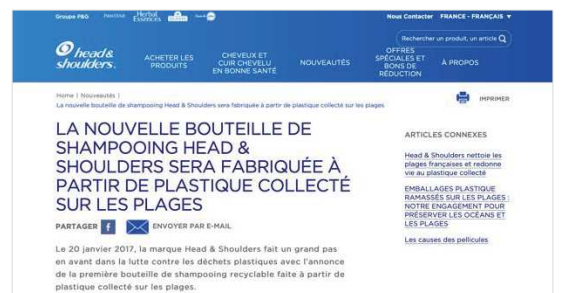 Groupe P&G
Herbal Essences
Nous Contacter FRANCE - FRANÇAIS
Rechercher un produit, un article
head& shoulders.
ACHETER LES PRODUITS
CHEVEUX ET CUIR CHEVELU EN BONNE SANTÉ
NOUVEAUTÉS
OFFRES SPÉCIALES ET BONS DE RÉDUCTION
À PROPOS
Home | Nouveautés |
La nouvelle bouteille de shampooing Head & Shoulders sera fabriquée à partir de plastique collecté sur les plages
IMPRIMER
LA NOUVELLE BOUTEILLE DE
SHAMPOOING HEAD &
SHOULDERS SERA FABRIQUÉE À
PARTIR DE PLASTIQUE COLLECTÉ
SUR LES PLAGES
PARTAGER f ENVOYER PAR E-MAIL
Le 20 janvier 2017, la marque Head & Shoulders fait un grand pas
en avant dans la lutte contre les déchets plastiques avec l'annonce
de la première bouteille de shampooing recyclable faite à partir de
plastique collecté sur les plages.
ARTICLES CONNEXES
Head & Shoulders nettoie les
plages françaises et redonne
vie au plastique collecté
EMBALLAGES PLASTIQUE
RAMASSÉS SUR LES PLAGES :
NOTRE ENGAGEMENT POUR
PRÉSERVER LES OCÉANS ET
LES PLAGES
Les causes des pellicules